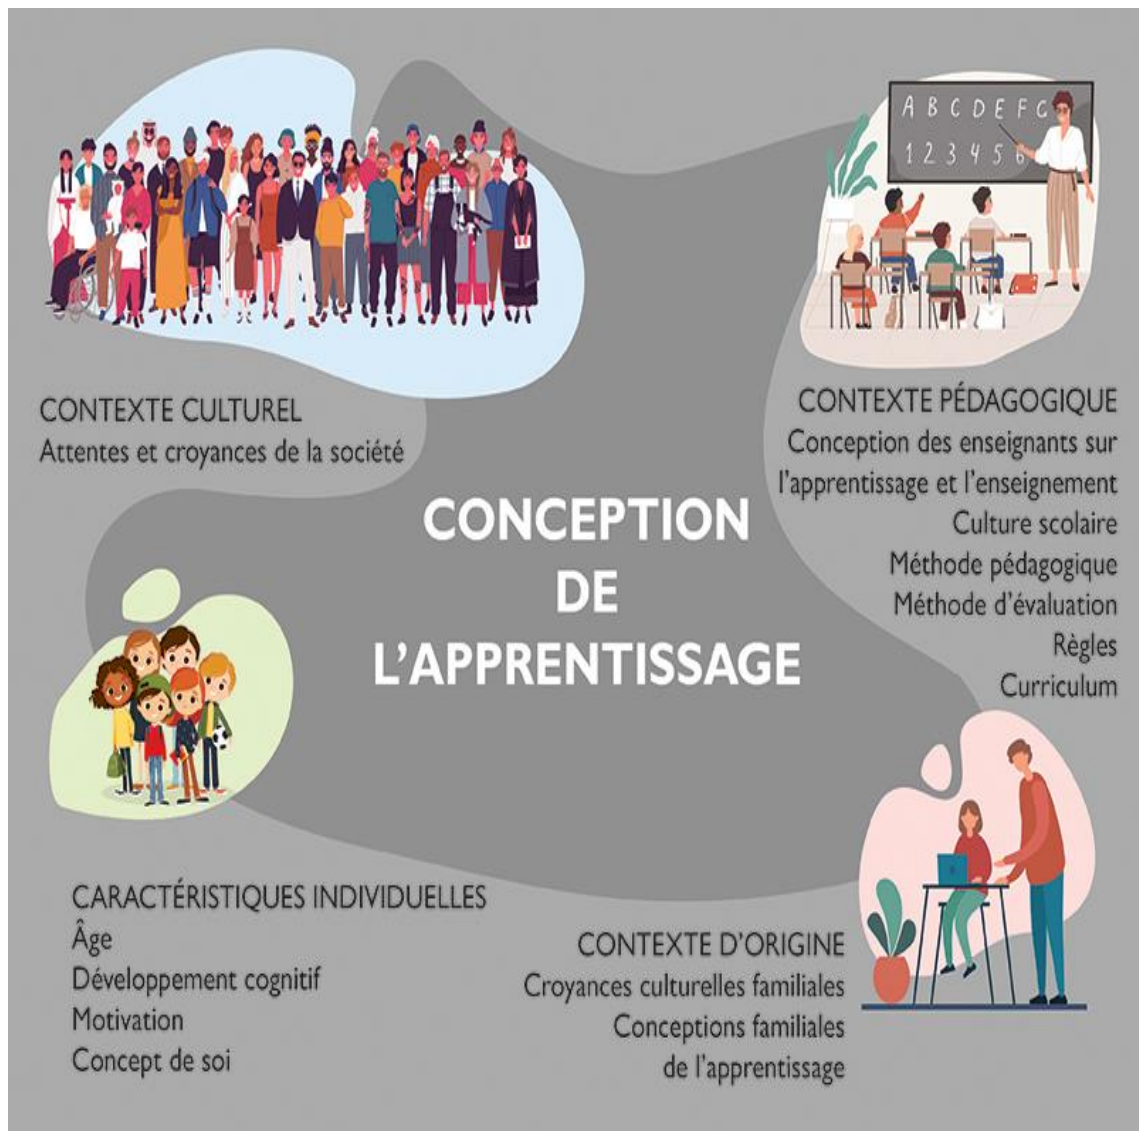 A B C D E F G
1 2 3 4 5 6
CONTEXTE CULTUREL
Attentes et croyances de la société
CONTEXTE PÉDAGOGIQUE
Conception des enseignants sur
l'apprentissage et l'enseignement
Culture scolaire
Méthode pédagogique
Méthode d'évaluation
Règles
Curriculum
CONCEPTION
DE
L'APPRENTISSAGE
CARACTÉRISTIQUES INDIVIDUELLES
Âge
Développement cognitif
Motivation
Concept de soi
CONTEXTE D'ORIGINE
Croyances culturelles familiales
Conceptions familiales
de l'apprentissage